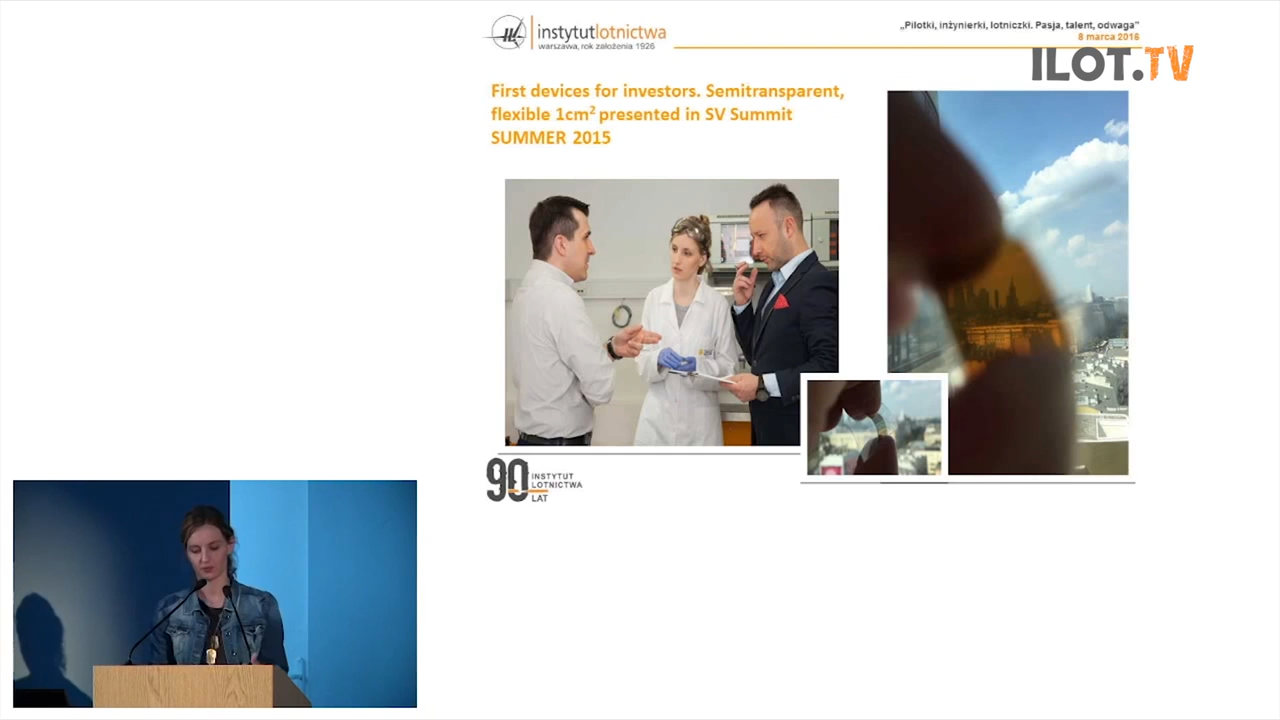 instytutlotnictwa
warszawa, rok założenia 1926
„Pilotki, inżynierki, lotniczki. Pasja, talent, odwaga”
8 marca 2016
ILOT.TV
First devices for investors. Semitransparent,
flexible 1cm² presented in SV Summit
SUMMER 2015
90 INSTYTUT
LOTNICTWA
LAT